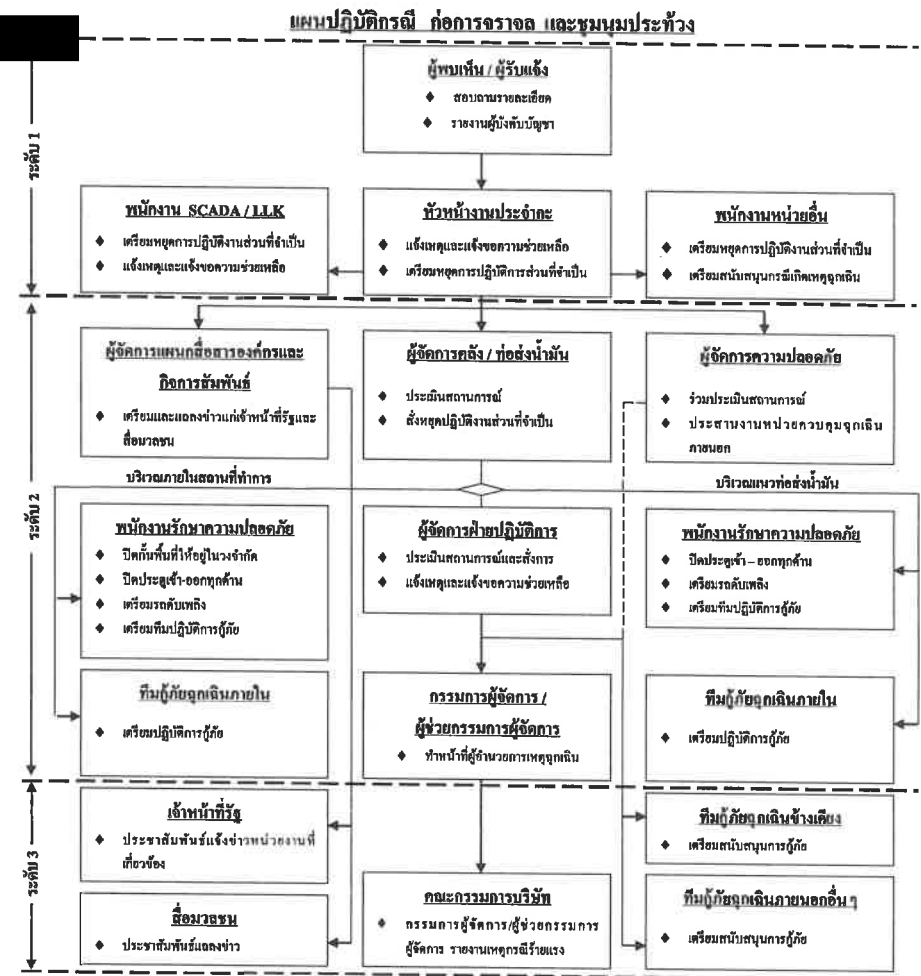 แผนปฏิบัติกรณี ก่อการจราจล และชุมนุมประท้วง
ระดับ 1
ผู้พบเห็น / ผู้รับแจ้ง
♦ สอบถามรายละเอียด
♦ รายงานผู้บังคับบัญชา
พนักงาน SCADA / LLK
♦ เตรียมหยุดการปฏิบัติงานส่วนที่จำเป็น
♦ แจ้งเหตุและแจ้งขอความช่วยเหลือ
หัวหน้างานประจำกะ
♦ แจ้งเหตุและแจ้งขอความช่วยเหลือ
♦ เตรียมหยุดการปฏิบัติการส่วนที่จำเป็น
พนักงานหน่วยอื่น
♦ เตรียมหยุดการปฏิบัติงานส่วนที่จำเป็น
♦ เตรียมสนับสนุนกรณีเกิดเหตุฉุกเฉิน
ระดับ 2
ผู้จัดการแผนกสื่อสารองค์กรและ
กิจการสัมพันธ์
♦ เตรียมและแถลงข่าวแก่เจ้าหน้าที่รัฐและ
สื่อมวลชน
ผู้จัดการคลัง / ท่อส่งน้ำมัน
♦ ประเมินสถานการณ์
♦ สั่งหยุดปฏิบัติงานส่วนที่จำเป็น
ผู้จัดการความปลอดภัย
♦ ร่วมประเมินสถานการณ์
♦ ประสานงานหน่วยควบคุมฉุกเฉิน
ภายนอก
บริเวณภายในสถานที่ทำการ
บริเวณแนวท่อส่งน้ำมัน
พนักงานรักษาความปลอดภัย
♦ ปิดกั้นพื้นที่ให้อยู่ในวงจำกัด
♦ ปิดประตูเข้า-ออกทุกด้าน
♦ เตรียมรถดับเพลิง
♦ เตรียมทีมปฏิบัติการกู้ภัย
ผู้จัดการฝ่ายปฏิบัติการ
♦ ประเมินสถานการณ์และสั่งการ
♦ แจ้งเหตุและแจ้งขอความช่วยเหลือ
พนักงานรักษาความปลอดภัย
♦ ปิดประตูเข้า – ออกทุกด้าน
♦ เตรียมรถดับเพลิง
♦ เตรียมทีมปฏิบัติการกู้ภัย
ทีมกู้ภัยฉุกเฉินภายใน
♦ เตรียมปฏิบัติการกู้ภัย
กรรมการผู้จัดการ /
ผู้ช่วยกรรมการผู้จัดการ
♦ ทำหน้าที่ผู้อำนวยการเหตุฉุกเฉิน
ทีมกู้ภัยฉุกเฉินภายใน
♦ เตรียมปฏิบัติการกู้ภัย
ระดับ 3
เจ้าหน้าที่รัฐ
♦ ประชาสัมพันธ์แจ้งข่าวหน่วยงานที่
เกี่ยวข้อง
ทีมกู้ภัยฉุกเฉินข้างเคียง
♦ เตรียมสนับสนุนการกู้ภัย
สื่อมวลชน
♦ ประชาสัมพันธ์แถลงข่าว
คณะกรรมการบริษัท
♦ กรรมการผู้จัดการ/ผู้ช่วยกรรมการ
ผู้จัดการ รายงานเหตุกรณีร้ายแรง
ทีมกู้ภัยฉุกเฉินภายนอกอื่น ๆ
♦ เตรียมสนับสนุนการกู้ภัย